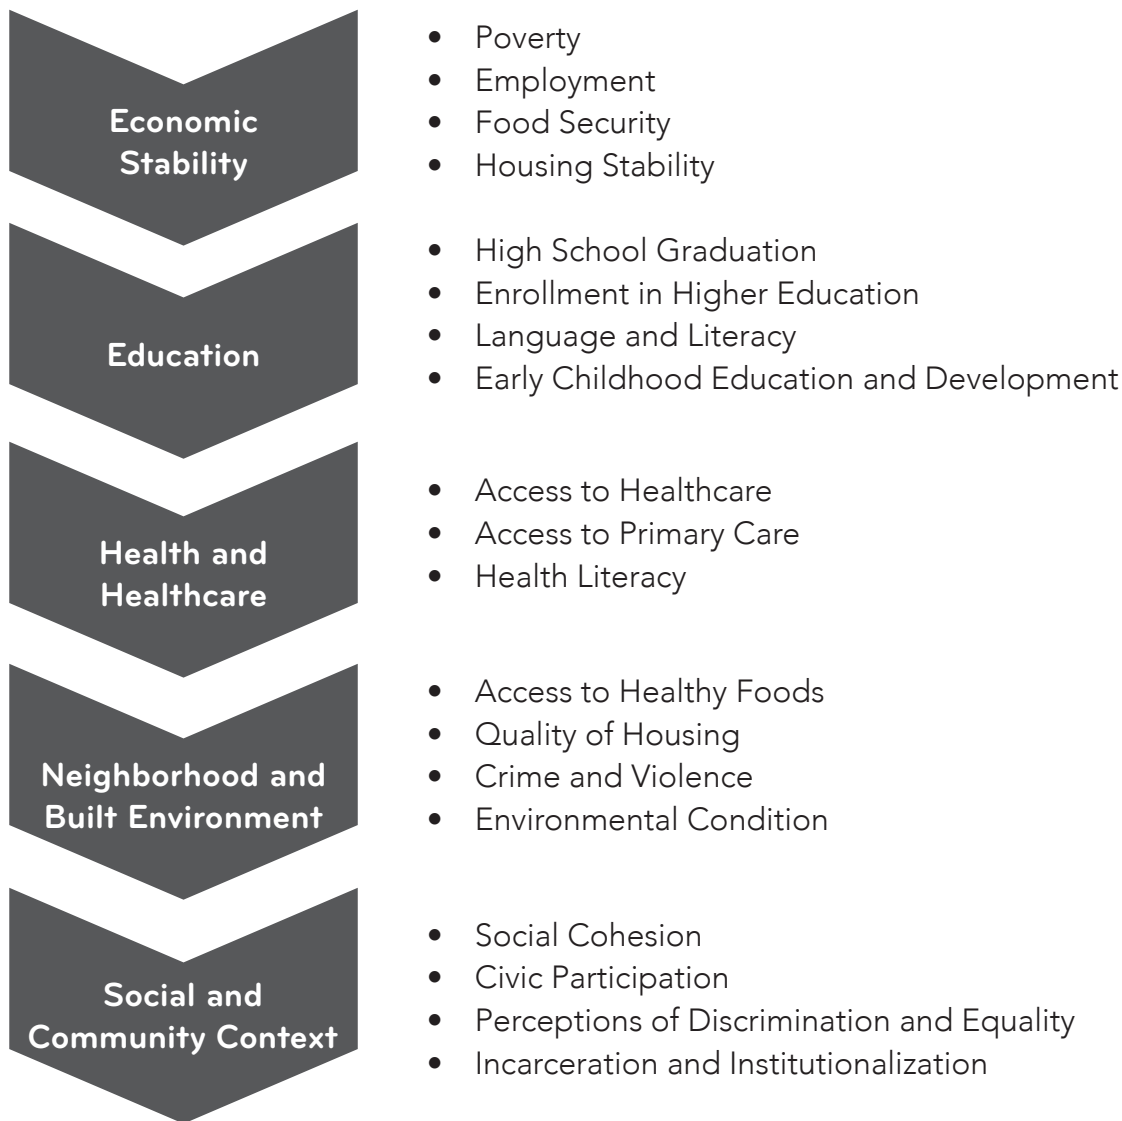 Economic
Stability
• Poverty
• Employment
• Food Security
• Housing Stability
Education
• High School Graduation
• Enrollment in Higher Education
• Language and Literacy
• Early Childhood Education and Development
Health and
Healthcare
• Access to Healthcare
• Access to Primary Care
• Health Literacy
Neighborhood and
Built Environment
• Access to Healthy Foods
• Quality of Housing
• Crime and Violence
• Environmental Condition
Social and
Community Context
• Social Cohesion
• Civic Participation
• Perceptions of Discrimination and Equality
• Incarceration and Institutionalization